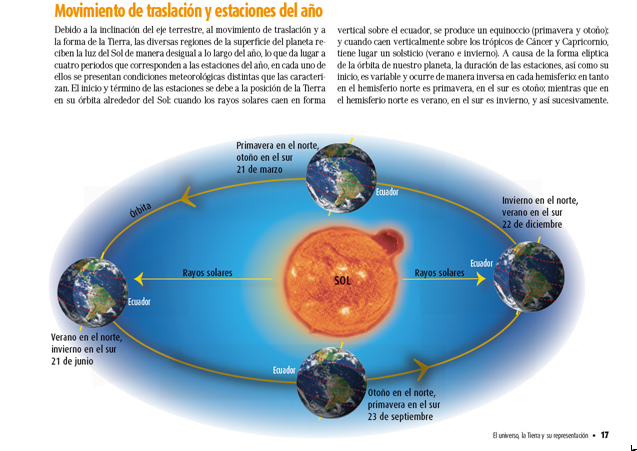 Movimiento de traslación y estaciones del año
Debido a la inclinación del eje terrestre, al movimiento de traslación y a
la forma de la Tierra, las diversas regiones de la superficie del planeta re-
ciben la luz del Sol de manera desigual a lo largo del año, lo que da lugar a
cuatro periodos que corresponden a las estaciones del año, en cada uno de
ellos se presentan condiciones meteorológicas distintas que las caracteri-
zan. El inicio y término de las estaciones se debe a la posición de la Tierra
en su órbita alrededor del Sol: cuando los rayos solares caen en forma
vertical sobre el ecuador, se produce un equinoccio (primavera y otoño);
y cuando caen verticalmente sobre los trópicos de Cáncer y Capricornio,
tiene lugar un solsticio (verano e invierno). A causa de la forma elíptica
de la órbita de nuestro planeta, la duración de las estaciones, así como su
inicio, es variable y ocurre de manera inversa en cada hemisferio: en tanto
en el hemisferio norte es primavera, en el sur es otoño; mientras que en
el hemisferio norte es verano, en el sur es invierno, y así sucesivamente.
Primavera en el norte,
otoño en el sur
21 de marzo
Ecuador
Órbita
Invierno en el norte,
verano en el sur
22 de diciembre
Ecuador
Rayos solares
SOL
Rayos solares
Ecuador
Verano en el norte,
invierno en el sur
21 de junio
Ecuador
Otoño en el norte,
primavera en el sur
23 de septiembre
El universo, la Tierra y su representación • 17